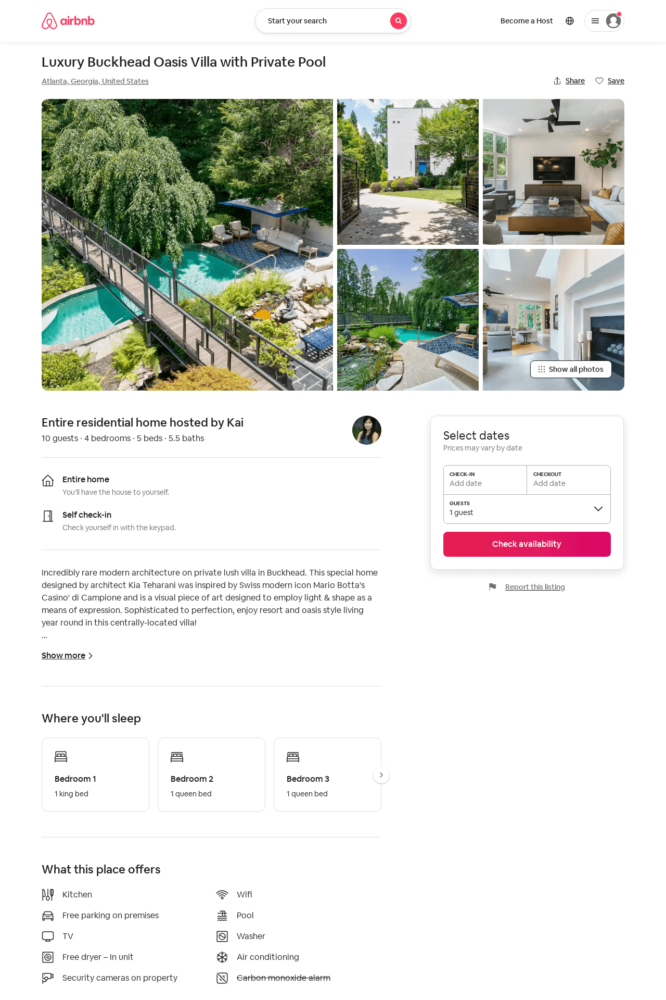 airbnb
Start your search
Become a Host
Luxury Buckhead Oasis Villa with Private Pool
Atlanta, Georgia, United States
Share
Save
Show all photos
Entire residential home hosted by Kai
10 guests · 4 bedrooms · 5 beds · 5.5 baths
Entire home
You’ll have the house to yourself.
Self check-in
Check yourself in with the keypad.
Incredibly rare modern architecture on private lush villa in Buckhead. This special home
designed by architect Kia Teharani was inspired by Swiss modern icon Mario Botta's
Casino' di Campione and is a visual piece of art designed to employ light & shape as a
means of expression. Sophisticated to perfection, enjoy resort and oasis style living
year round in this centrally-located villa!
...
Show more
Select dates
Prices may vary by date
CHECK-IN
Add date
CHECKOUT
Add date
GUESTS
1 guest
Check availability
Report this listing
Where you'll sleep
Bedroom 1
1 king bed
Bedroom 2
1 queen bed
Bedroom 3
1 queen bed
What this place offers
Kitchen
Wifi
Free parking on premises
Pool
TV
Washer
Free dryer – In unit
Air conditioning
Security cameras on property
Carbon monoxide alarm